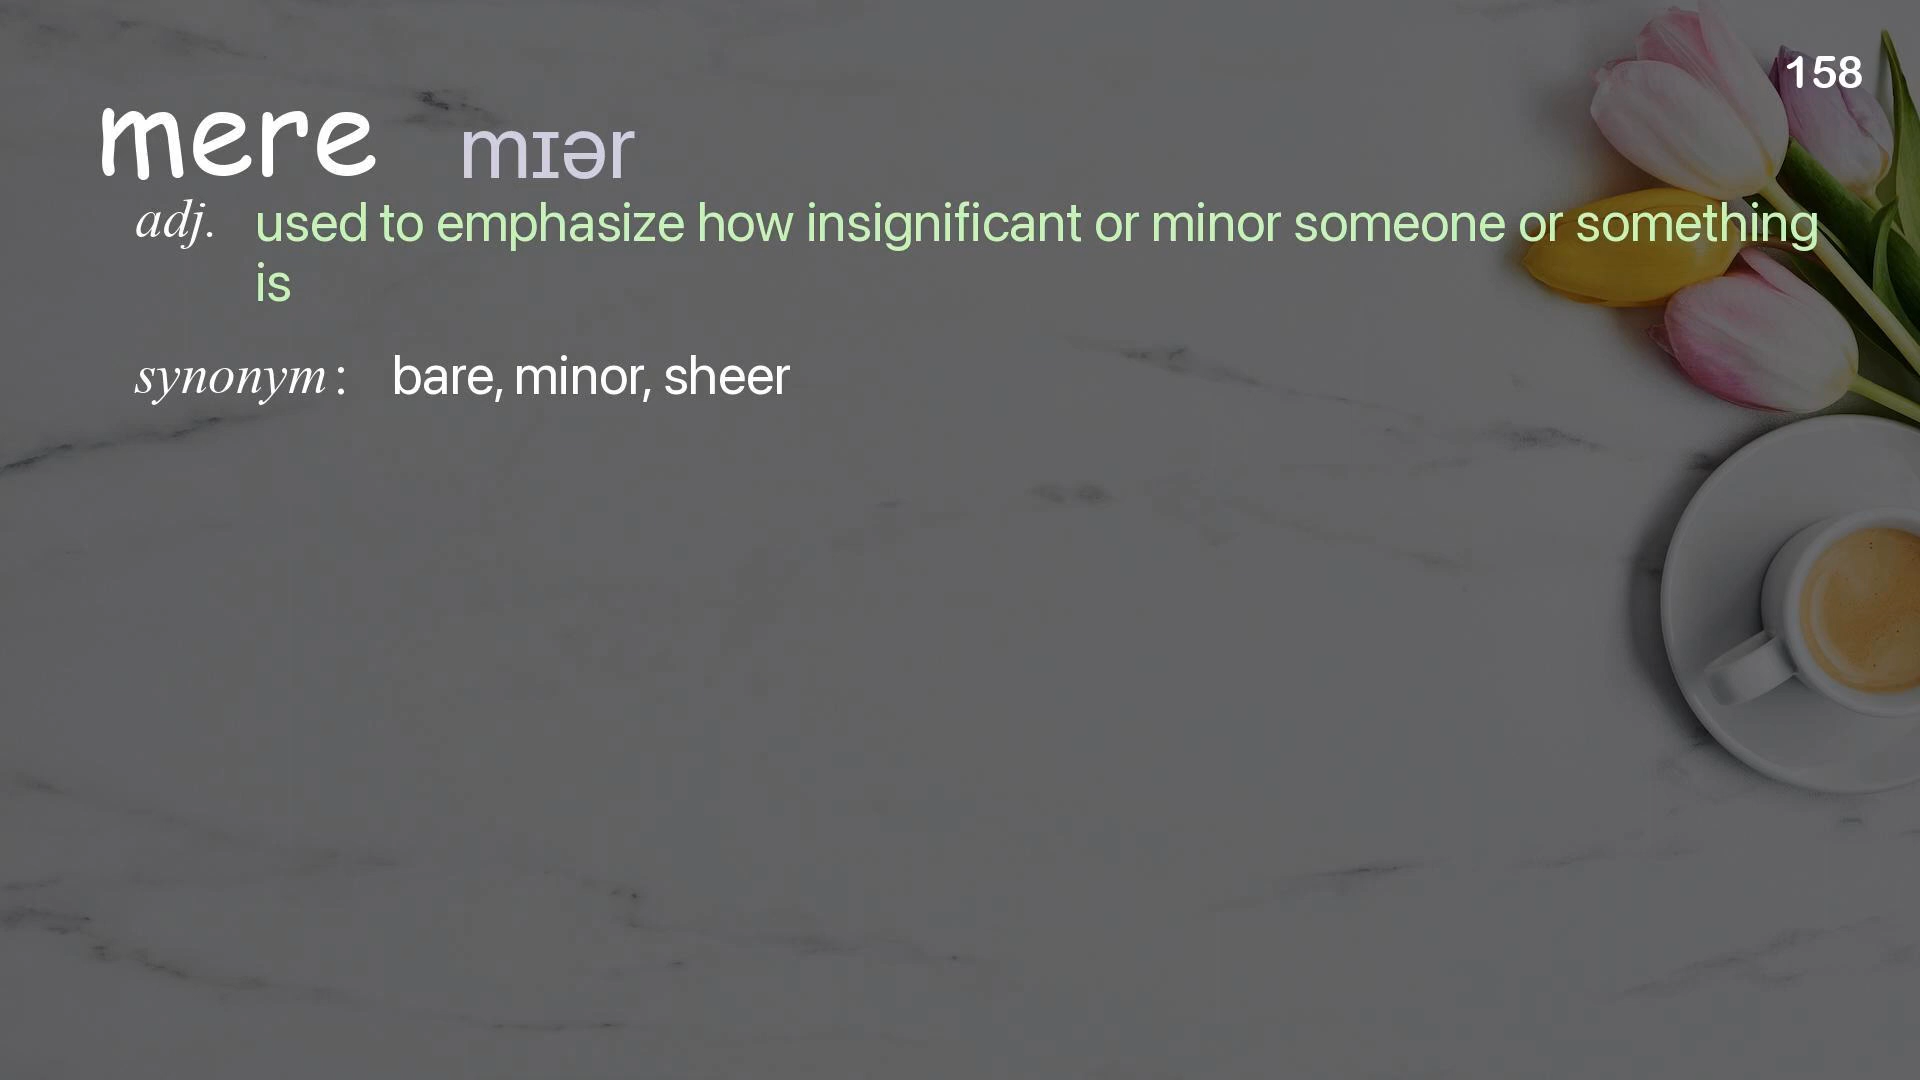 158
mere mɪər
adj. used to emphasize how insignificant or minor someone or something
is
synonym: bare, minor, sheer